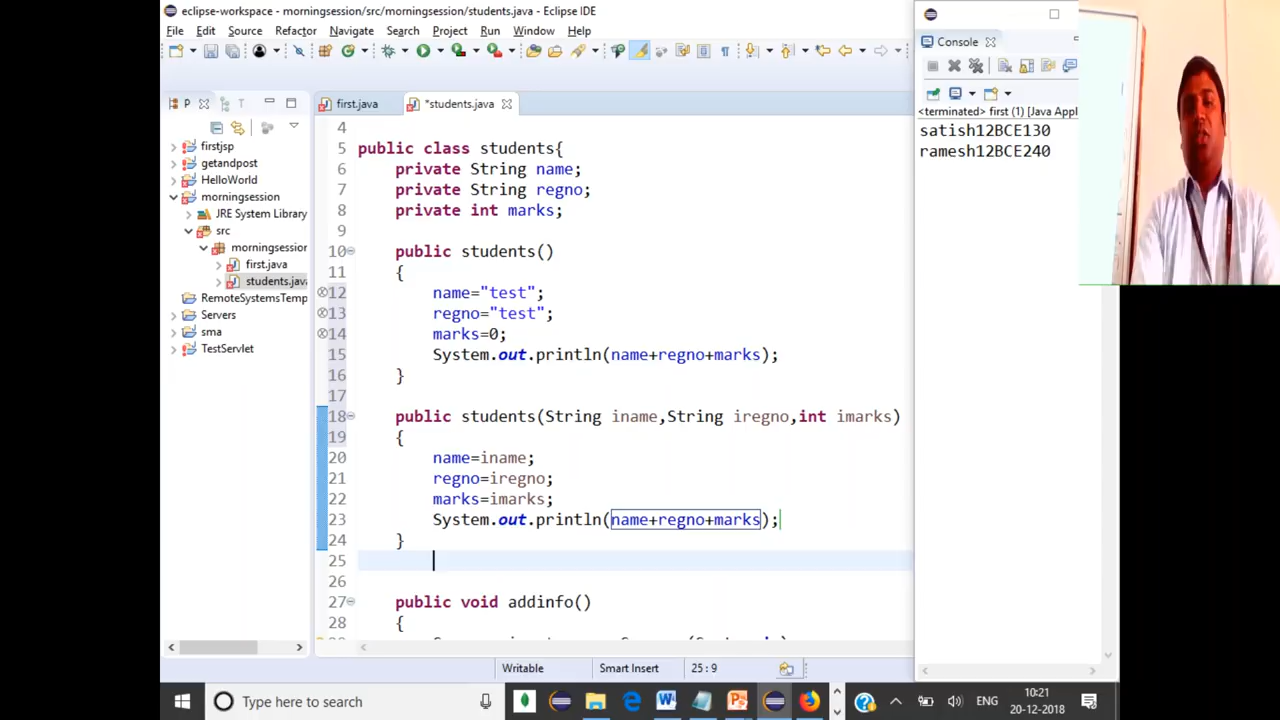 eclipse-workspace - morningsession/src/morningsession/students.java - Eclipse IDE
File Edit Source Refactor Navigate Search Project Run Window Help
P
first.java
*students.java
firstjsp
getandpost
HelloWorld
morningsession
JRE System Library
src
morningsession
first.java
students.java
RemoteSystemsTemp
Servers
sma
TestServlet
4
5 public class students{
6 private String name;
7 private String regno;
8 private int marks;
9
10 public students()
11 {
12 name="test";
13 regno="test";
14 marks=0;
15 System.out.println(name+regno+marks);
16 }
17
18 public students(String iname,String iregno,int imarks)
19 {
20 name=iname;
21 regno=iregno;
22 marks=imarks;
23 System.out.println(name+regno+marks);
24 }
25
26
27 public void addinfo()
28 {
Console
<terminated> first (1) [Java Appl
satish12BCE130
ramesh12BCE240
Writable Smart Insert 25 : 9
Type here to search
ENG
10:21
20-12-2018